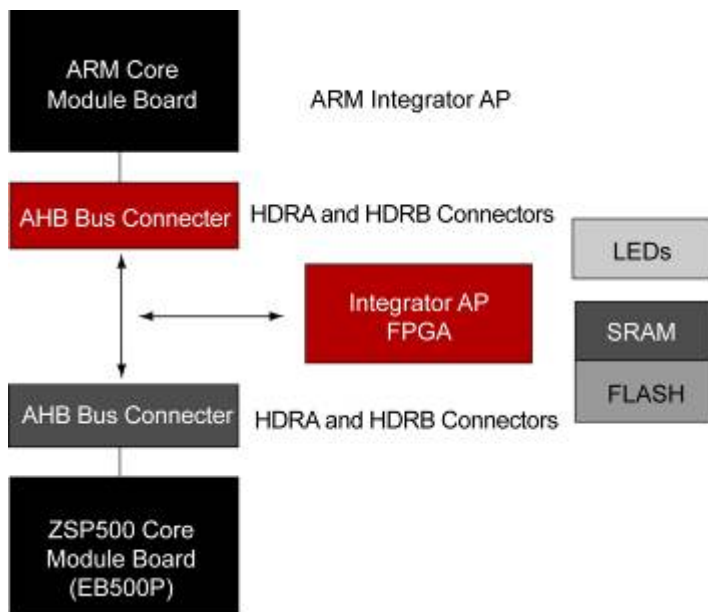 ARM Core
Module Board
ARM Integrator AP
AHB Bus Connecter
HDRA and HDRB Connectors
LEDs
Integrator AP
FPGA
SRAM
FLASH
AHB Bus Connecter
HDRA and HDRB Connectors
ZSP500 Core
Module Board
(EB500P)